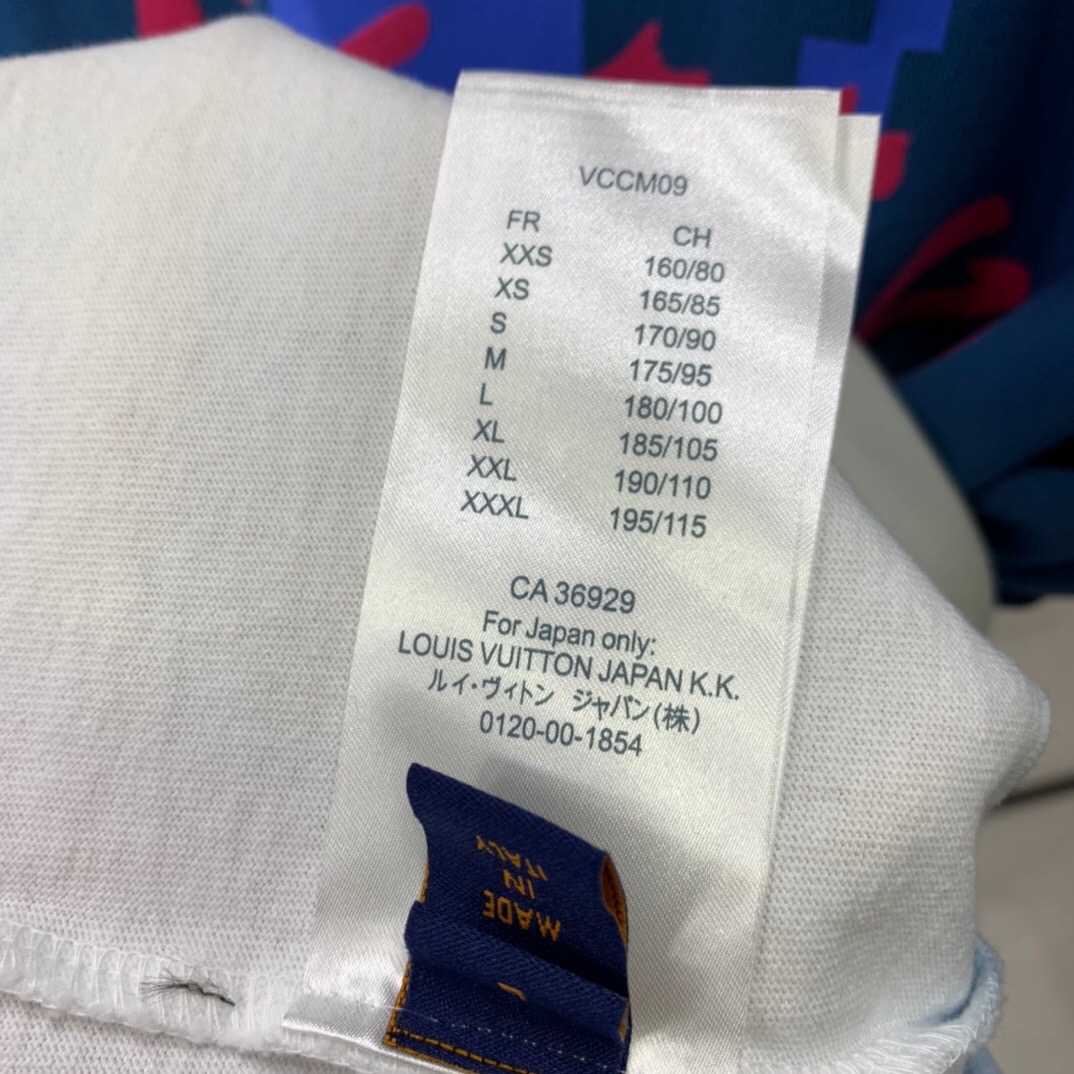 VCCM09
FR CH
XXS 160/80
XS 165/85
S 170/90
M 175/95
L 180/100
XL 185/105
XXL 190/110
XXXL 195/115
CA 36929
For Japan only:
LOUIS VUITTON JAPAN K.K.
ルイ・ヴィトン ジャパン(株)
0120-00-1854
MADE
IN
ITALY